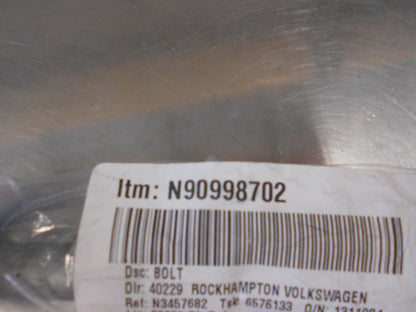 Itm: N90998702
Dsc: BOLT
Dlr: 40229 ROCKHAMPTON VOLKSWAGEN
Ref: N3457682 Tsk: 6576133 O/N: